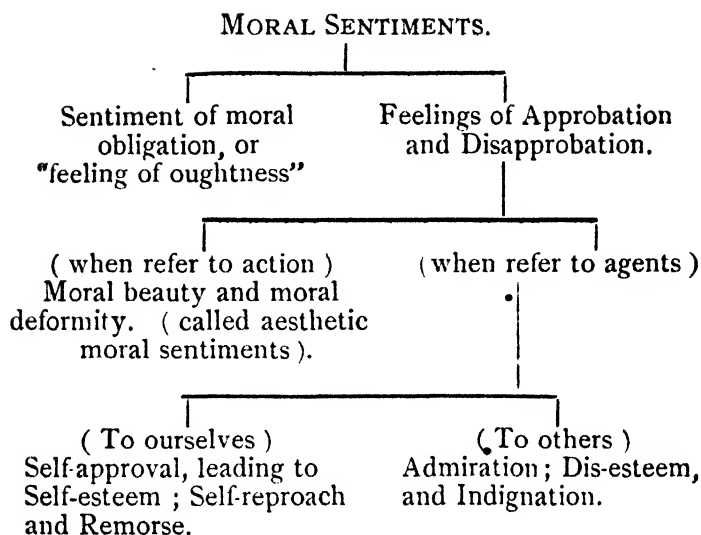 MORAL SENTIMENTS.
Sentiment of moral
obligation, or
"feeling of oughtness"
Feelings of Approbation
and Disapprobation.
( when refer to action )
Moral beauty and moral
deformity. ( called aesthetic
moral sentiments ).
( when refer to agents )
( To ourselves )
Self-approval, leading to
Self-esteem ; Self-reproach
and Remorse.
( To others )
Admiration ; Dis-esteem,
and Indignation.